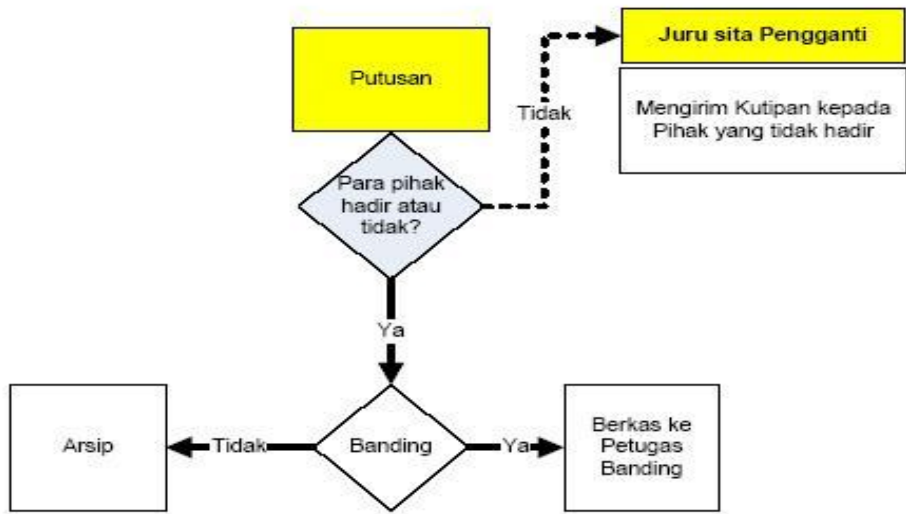 Putusan
Juru sita Pengganti
Mengirim Kutipan kepada
Pihak yang tidak hadir
Tidak
Para pihak
hadir atau
tidak?
Ya
Arsip
Tidak
Banding
Ya
Berkas ke
Petugas
Banding